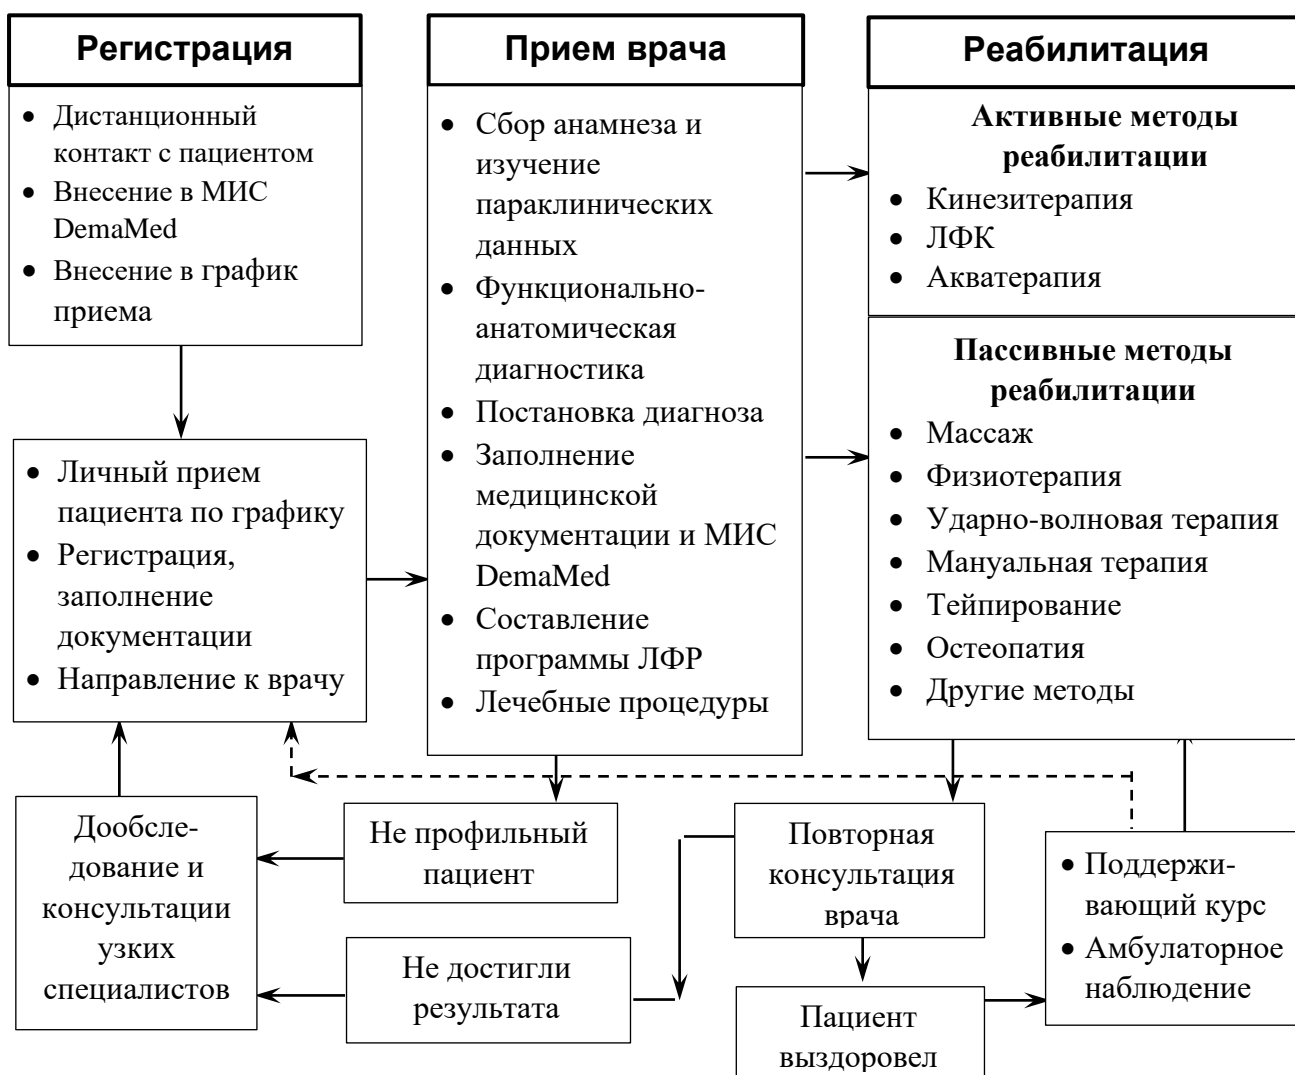 Регистрация
• Дистанционный
контакт с пациентом
• Внесение в МИС
DemaMed
• Внесение в график
приема
• Личный прием
пациента по графику
• Регистрация,
заполнение
документации
• Направление к врачу
Прием врача
• Сбор анамнеза и
изучение
параклинических
данных
• Функционально-
анатомическая
диагностика
• Постановка диагноза
• Заполнение
медицинской
документации и МИС
DemaMed
• Составление
программы ЛФР
• Лечебные процедуры
Реабилитация
Активные методы
реабилитации
• Кинезитерапия
• ЛФК
• Акватерапия
Пассивные методы
реабилитации
• Массаж
• Физиотерапия
• Ударно-волновая терапия
• Мануальная терапия
• Тейпирование
• Остеопатия
• Другие методы
Дообсле-
дование и
консультации
узких
специалистов
Не профильный
пациент
Не достигли
результата
Повторная
консультация
врача
Пациент
выздоровел
• Поддержи-
вающий курс
• Амбулаторное
наблюдение